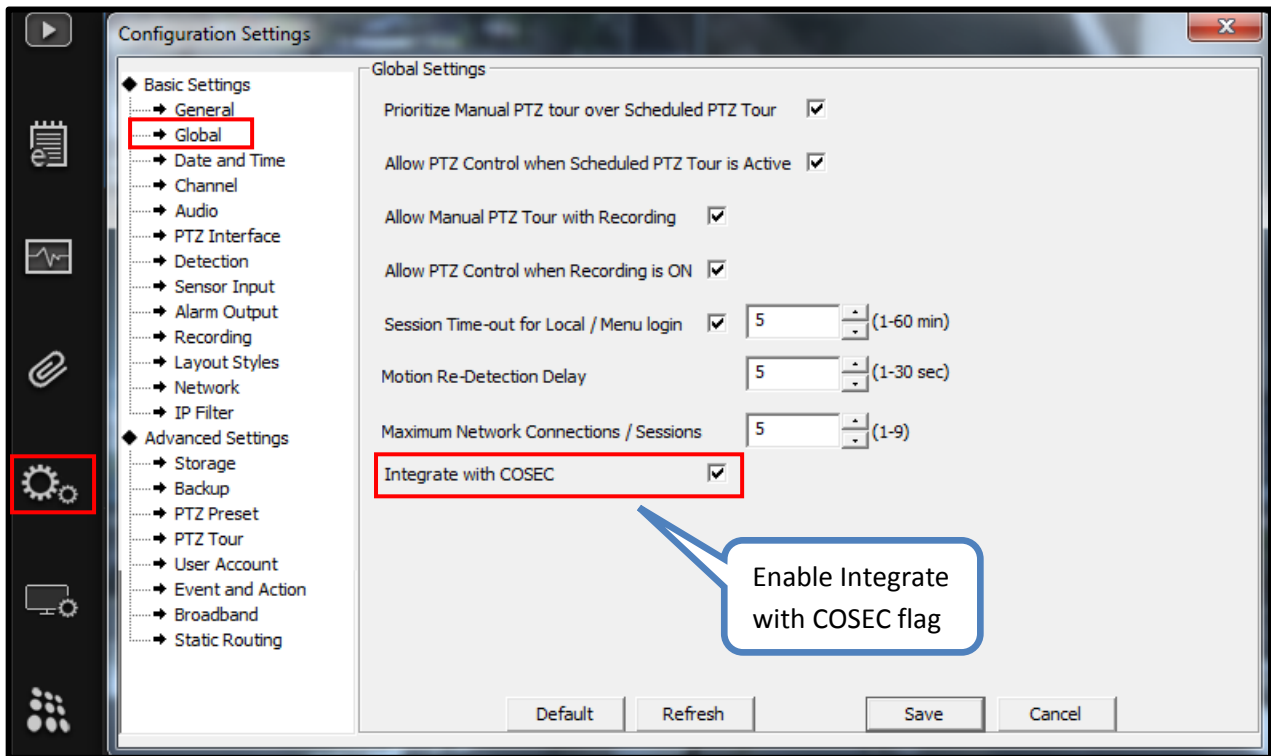 Configuration Settings
x
Basic Settings
General
Global
Date and Time
Channel
Audio
PTZ Interface
Detection
Sensor Input
Alarm Output
Recording
Layout Styles
Network
IP Filter
Advanced Settings
Storage
Backup
PTZ Preset
PTZ Tour
User Account
Event and Action
Broadband
Static Routing
Global Settings
Prioritize Manual PTZ tour over Scheduled PTZ Tour
Allow PTZ Control when Scheduled PTZ Tour is Active
Allow Manual PTZ Tour with Recording
Allow PTZ Control when Recording is ON
Session Time-out for Local / Menu login 5 (1-60 min)
Motion Re-Detection Delay 5 (1-30 sec)
Maximum Network Connections / Sessions 5 (1-9)
Integrate with COSEC
Enable Integrate
with COSEC flag
Default Refresh Save Cancel
e